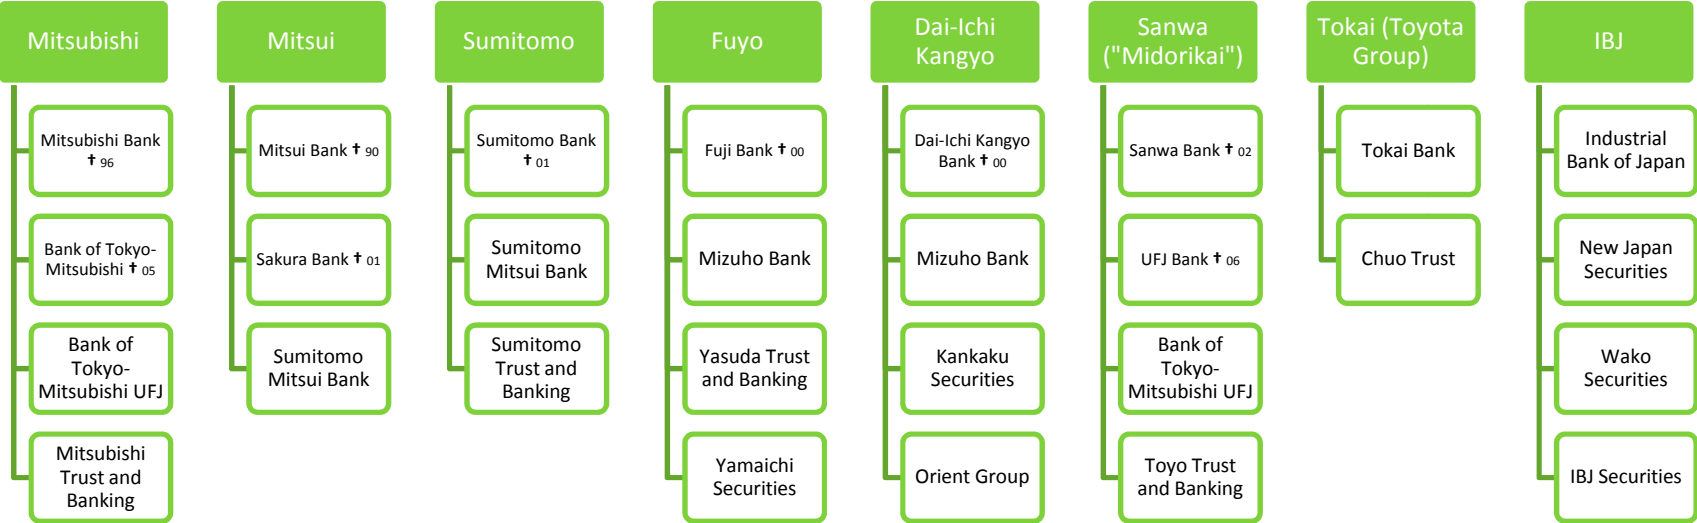 Mitsubishi
Mitsubishi Bank
✝ 96
Bank of Tokyo-
Mitsubishi ✝ 05
Bank of
Tokyo-
Mitsubishi UFJ
Mitsubishi
Trust and
Banking
Mitsui
Mitsui Bank ✝ 90
Sakura Bank ✝ 01
Sumitomo
Mitsui Bank
Sumitomo
Sumitomo Bank
✝ 01
Sumitomo
Mitsui Bank
Sumitomo
Trust and
Banking
Fuyo
Fuji Bank ✝ 00
Mizuho Bank
Yasuda Trust
and Banking
Yamaichi
Securities
Dai-Ichi
Kangyo
Dai-Ichi Kangyo
Bank ✝ 00
Mizuho Bank
Kankaku
Securities
Orient Group
Sanwa
("Midorikai")
Sanwa Bank ✝ 02
UFJ Bank ✝ 06
Bank of
Tokyo-
Mitsubishi UFJ
Toyo Trust
and Banking
Tokai (Toyota
Group)
Tokai Bank
Chuo Trust
IBJ
Industrial
Bank of Japan
New Japan
Securities
Wako
Securities
IBJ Securities